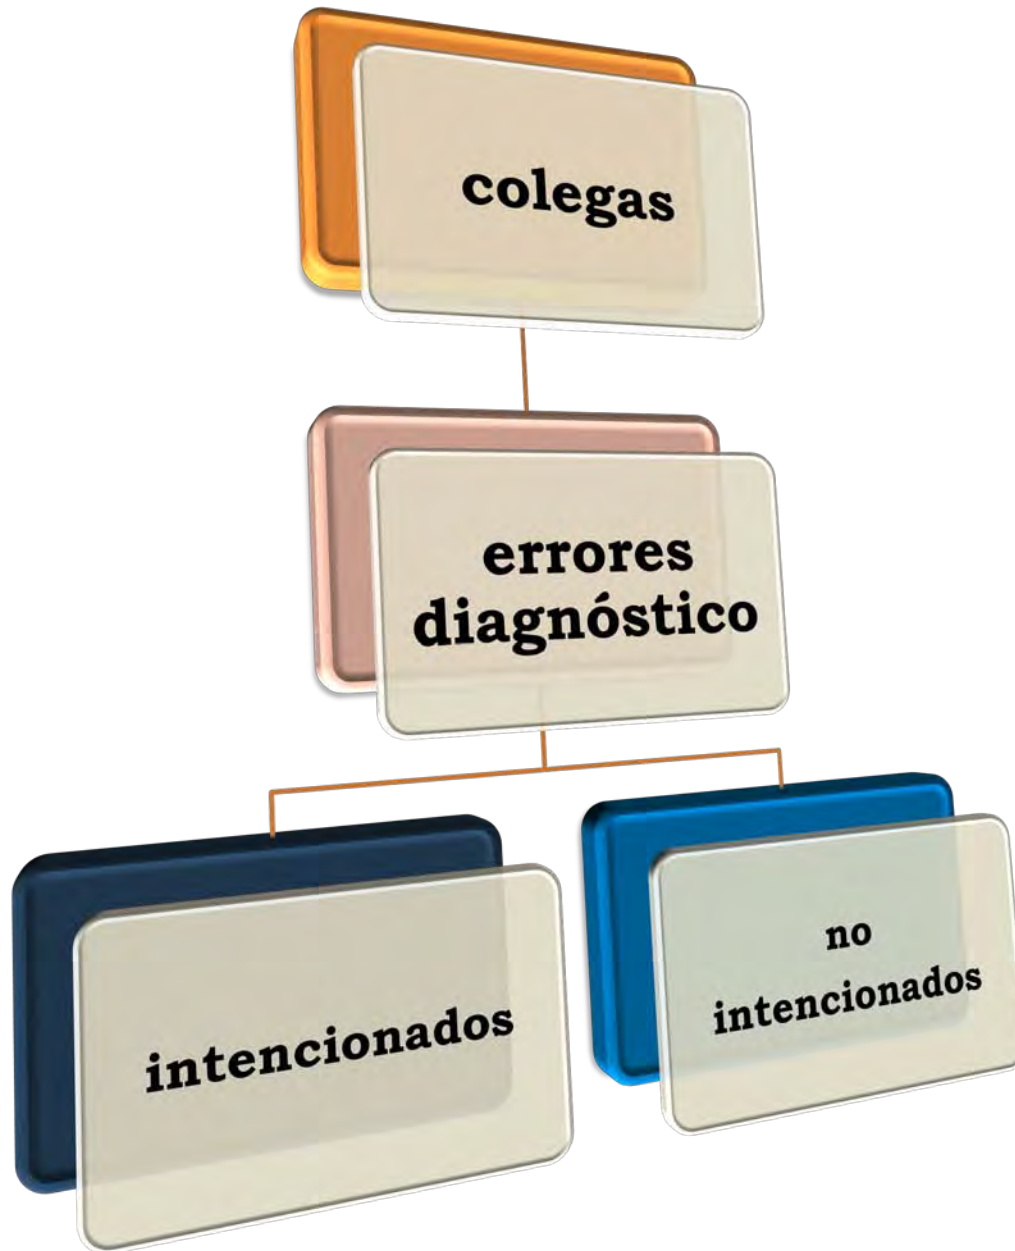 colegas
errores
diagnóstico
intencionados
no
intencionados